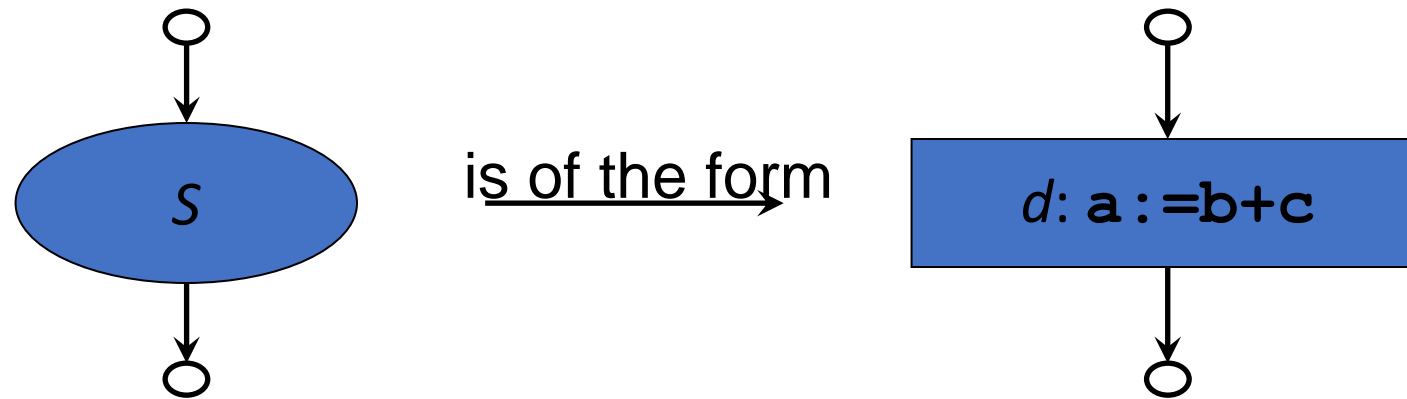 S
is of the form
d: a:=b+c